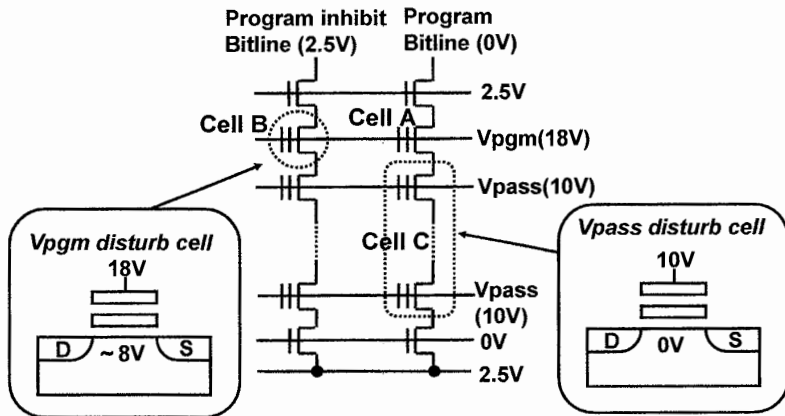 Program inhibit
Bitline (2.5V)
Program
Bitline (0V)
2.5V
Cell B
Cell A
Vpgm(18V)
Vpass(10V)
Vpgm disturb cell
18V
D
~8V
S
Cell C
Vpass disturb cell
10V
D
0V
S
Vpass
(10V)
0V
2.5V